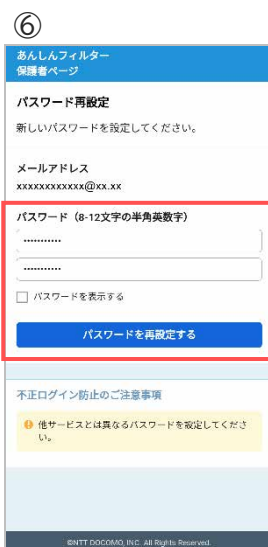 ⑥
あんしんフィルター
保護者ページ
パスワード再設定
新しいパスワードを設定してください。
メールアドレス
xxxxxxxxxxxx@xx.xx
パスワード（8-12文字の半角英数字）
•••••••••••
•••••••••••
パスワードを表示する
パスワードを再設定する
不正ログイン防止のご注意事項
他サービスとは異なるパスワードを設定してくださ
い。
©NTT DOCOMO, INC. All Rights Reserved.